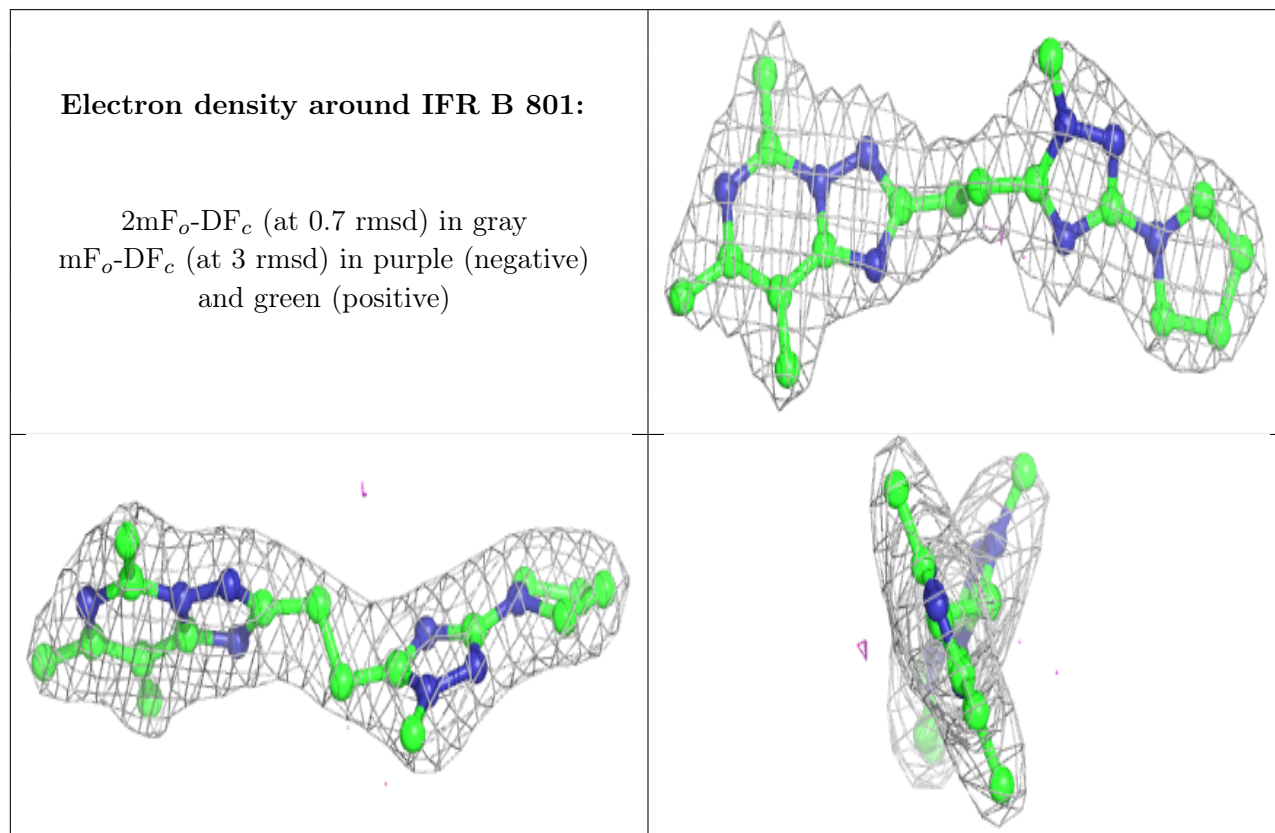 Electron density around IFR B 801:
2mFₒ-DF𝒸 (at 0.7 rmsd) in gray
mFₒ-DF𝒸 (at 3 rmsd) in purple (negative)
and green (positive)